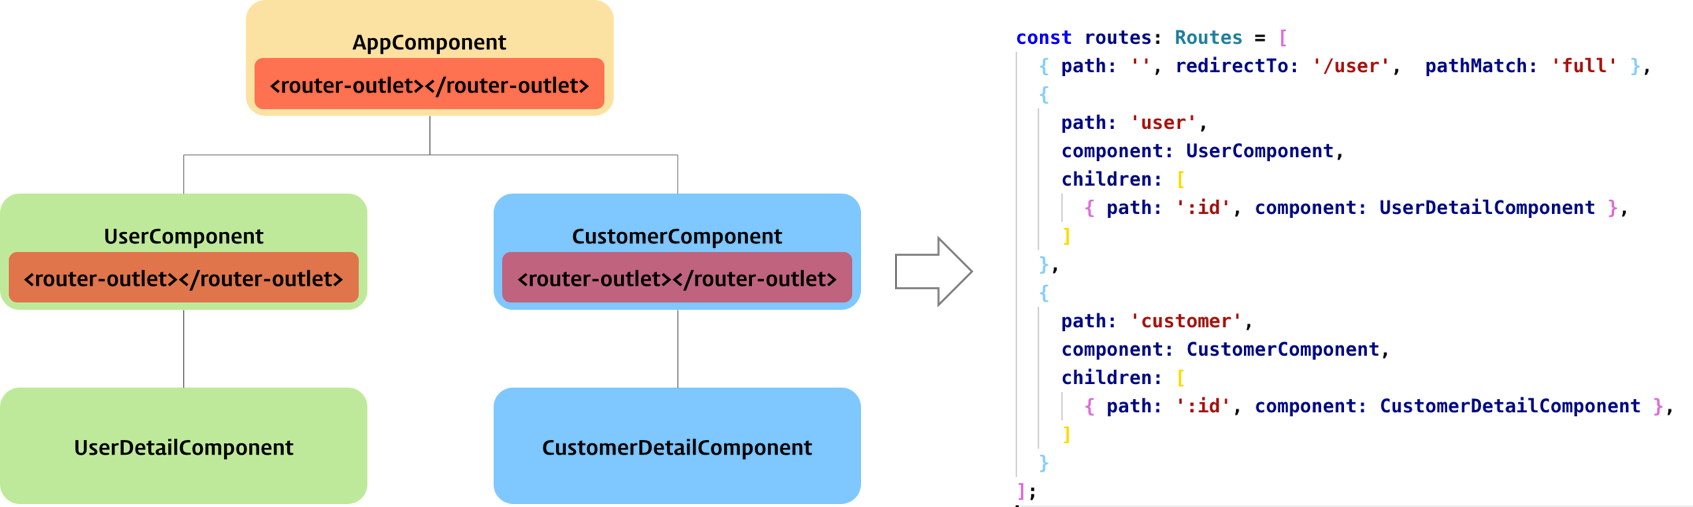 AppComponent
<router-outlet></router-outlet>
UserComponent
<router-outlet></router-outlet>
CustomerComponent
<router-outlet></router-outlet>
UserDetailComponent
CustomerDetailComponent
const routes: Routes = [
  { path: '', redirectTo: '/user',  pathMatch: 'full' },
  {
    path: 'user',
    component: UserComponent,
    children: [
      { path: ':id', component: UserDetailComponent },
    ]
  },
  {
    path: 'customer',
    component: CustomerComponent,
    children: [
      { path: ':id', component: CustomerDetailComponent },
    ]
  }
];